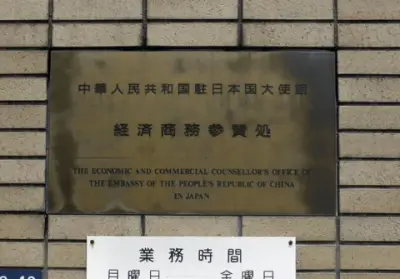 中華人民共和国駐日本国大使館
経済商務参賛処
THE ECONOMIC AND COMMERCIAL COUNSELLOR'S OFFICE OF
THE EMBASSY OF THE PEOPLE'S REPUBLIC OF CHINA
IN JAPAN
業務時間
月曜日——金曜日